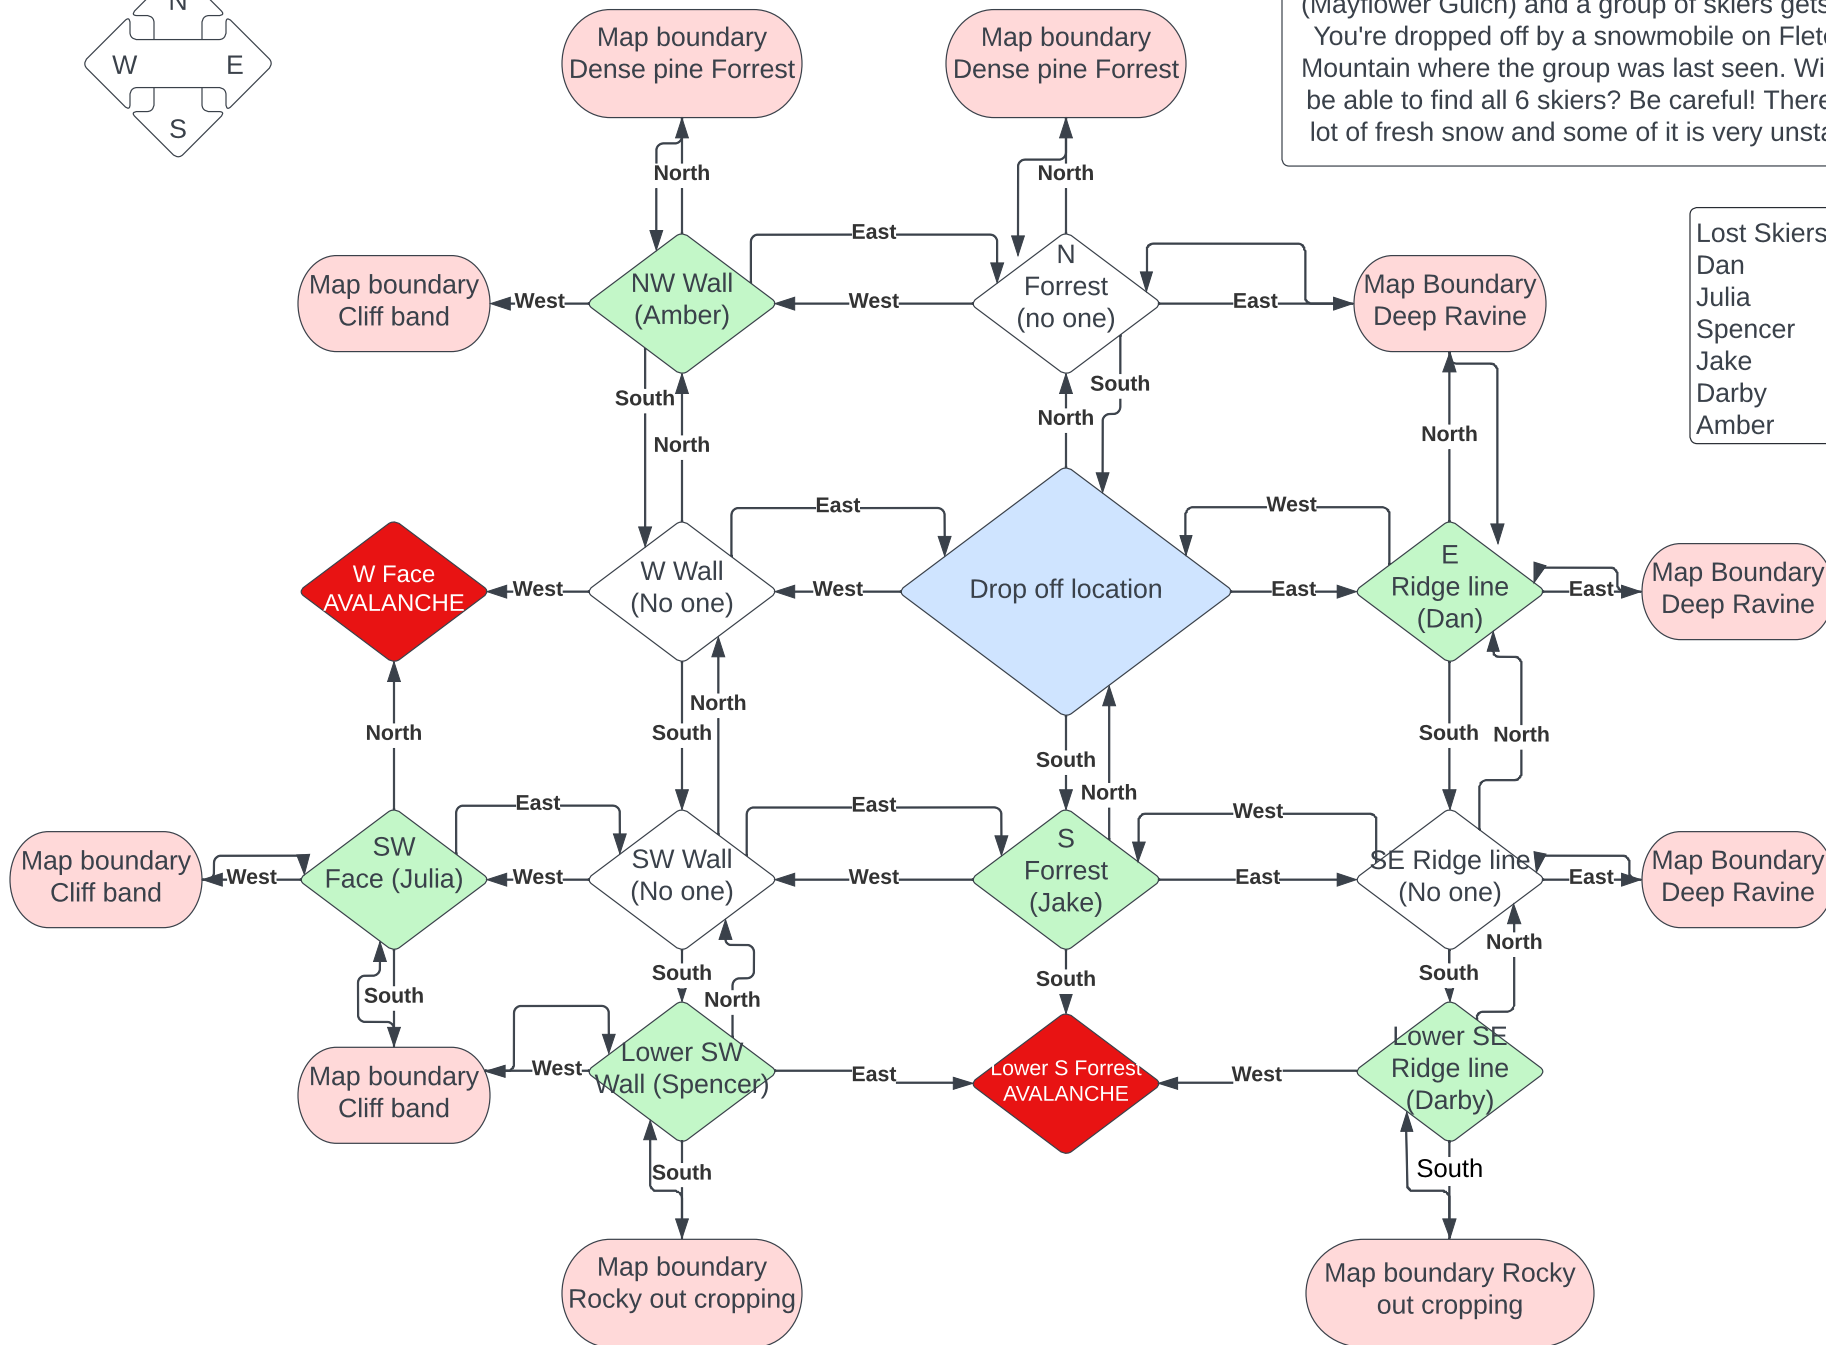 N
W
E
S
Map boundary
Dense pine Forrest
Map boundary
Dense pine Forrest
(Mayflower Gulch) and a group of skiers gets
You're dropped off by a snowmobile on
Mountain where the group was last seen.
be able to find all 6 skiers? Be careful!
lot of fresh snow and some of it is very
North
North
Lost Skiers
Dan
Julia
Spencer
Jake
Darby
Amber
East
Map boundary
Cliff band
West
NW Wall
(Amber)
West
N
Forrest
(no one)
East
Map Boundary
Deep Ravine
South
North
South
North
North
East
West
W Face
AVALANCHE
West
W Wall
(No one)
West
Drop off location
East
E
Ridge line
(Dan)
East
Map Boundary
Deep Ravine
North
South
North
South
North
South
North
East
East
West
Map boundary
Cliff band
West
SW
Face (Julia)
West
SW Wall
(No one)
West
S
Forrest
(Jake)
East
SE Ridge line
(No one)
East
Map Boundary
Deep Ravine
South
South
North
South
South
North
Map boundary
Cliff band
West
Lower SW
Wall (Spencer)
East
Lower S Forrest
AVALANCHE
West
Lower SE
Ridge line
(Darby)
South
South
Map boundary
Rocky out cropping
Map boundary Rocky
out cropping